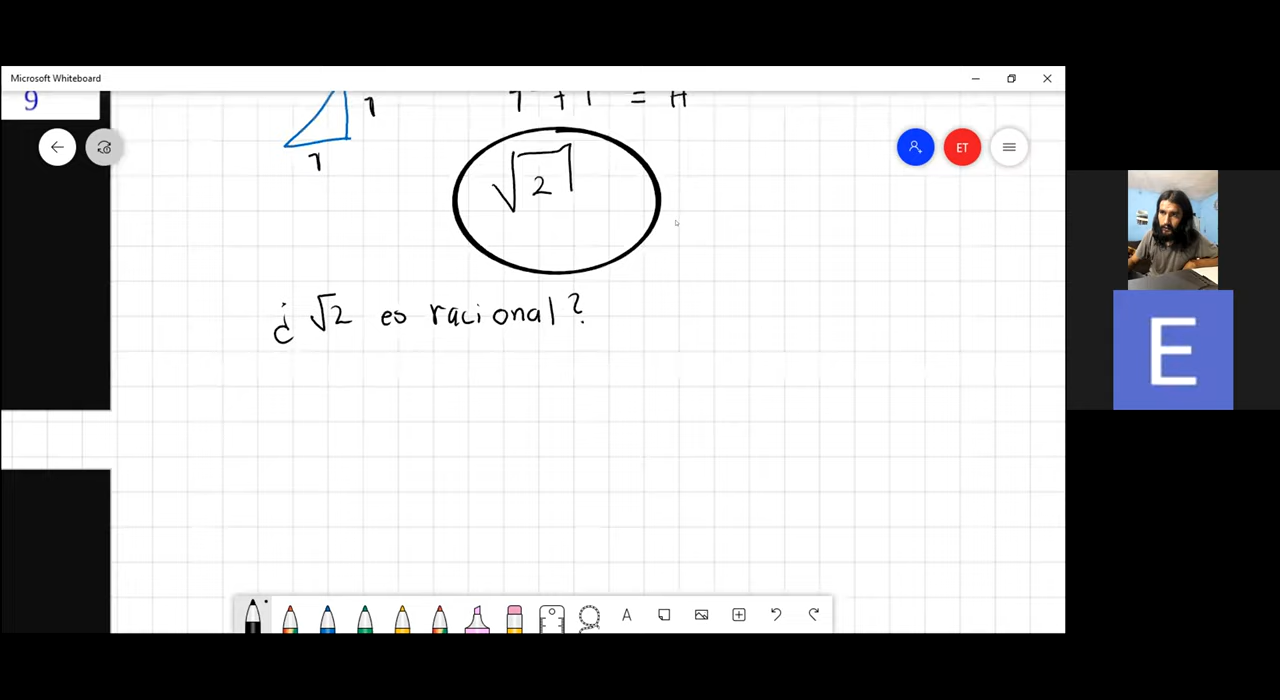 Microsoft Whiteboard
9
1
1
√2
ET
¿ √2 es racional?
E
A